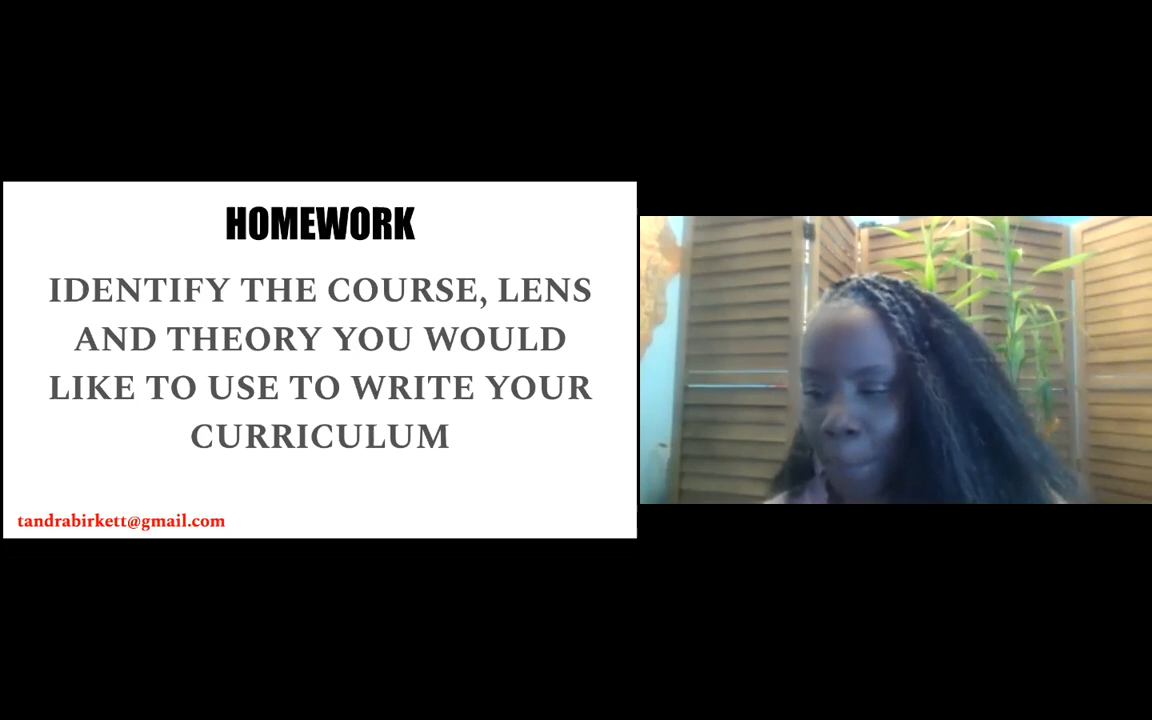 HOMEWORK
IDENTIFY THE COURSE, LENS
AND THEORY YOU WOULD
LIKE TO USE TO WRITE YOUR
CURRICULUM
tandrabirkett@gmail.com